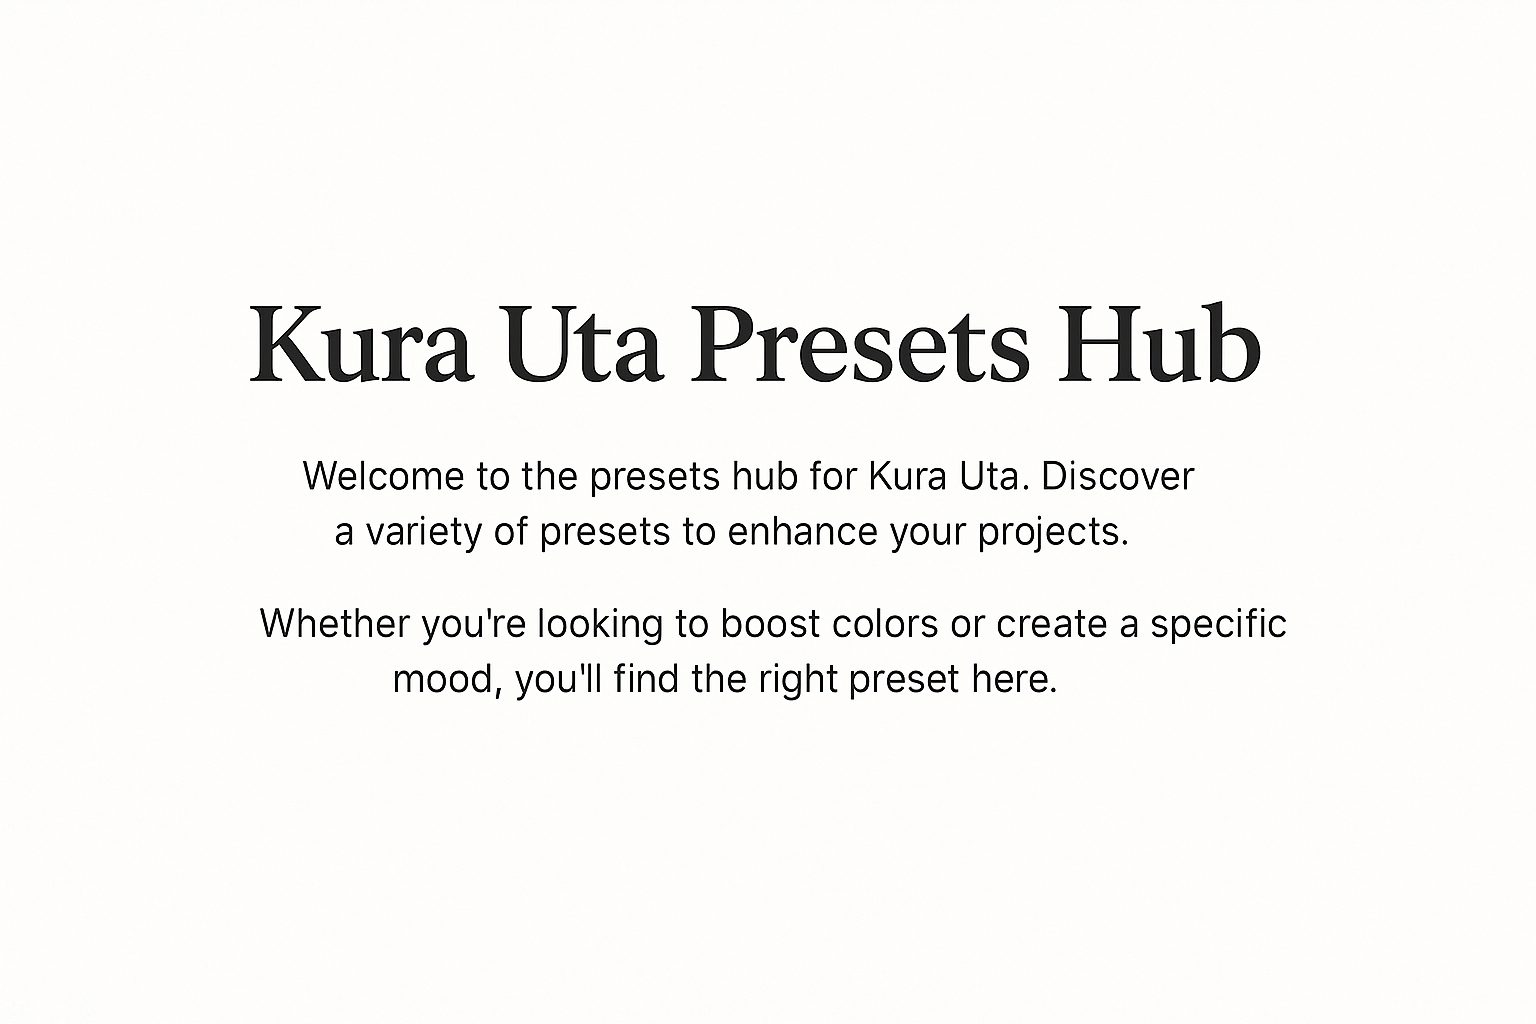 Kura Uta Presets Hub
Welcome to the presets hub for Kura Uta. Discover
a variety of presets to enhance your projects.
Whether you're looking to boost colors or create a specific
mood, you'll find the right preset here.